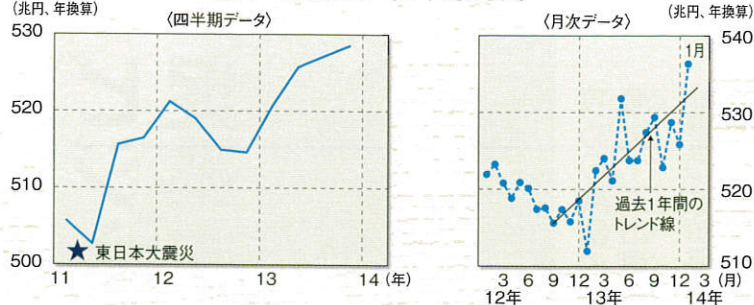 (兆円、年換算)
〈四半期データ〉
530
520
510
500
東日本大震災
11 12 13 14 (年)
(兆円、年換算)
〈月次データ〉
1月
540
530
520
510
過去1年間の
トレンド線
3 6 9 12 3 6 9 12 3 (月)
12年 13年 14年